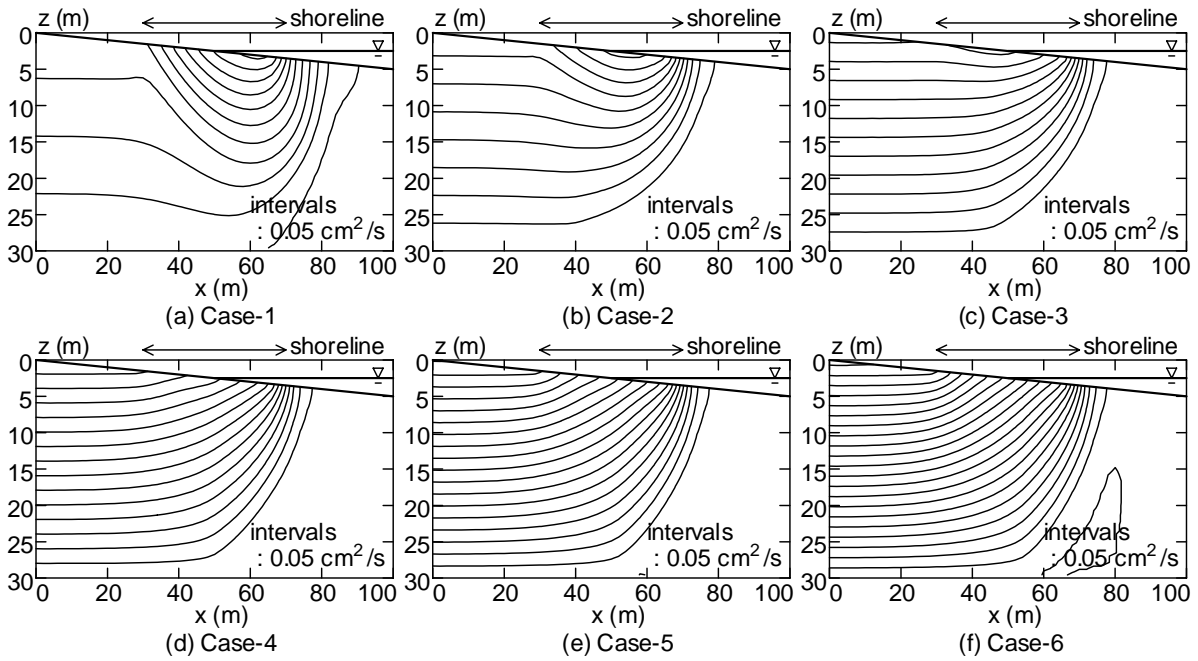 z (m) shoreline
0
5
10
15
20
25
30
intervals
: 0.05 cm²/s
0 20 40 60 80 100
x (m)
(a) Case-1
z (m) shoreline
0
5
10
15
20
25
30
intervals
: 0.05 cm²/s
0 20 40 60 80 100
x (m)
(b) Case-2
z (m) shoreline
0
5
10
15
20
25
30
intervals
: 0.05 cm²/s
0 20 40 60 80 100
x (m)
(c) Case-3
z (m) shoreline
0
5
10
15
20
25
30
intervals
: 0.05 cm²/s
0 20 40 60 80 100
x (m)
(d) Case-4
z (m) shoreline
0
5
10
15
20
25
30
intervals
: 0.05 cm²/s
0 20 40 60 80 100
x (m)
(e) Case-5
z (m) shoreline
0
5
10
15
20
25
30
intervals
: 0.05 cm²/s
0 20 40 60 80 100
x (m)
(f) Case-6